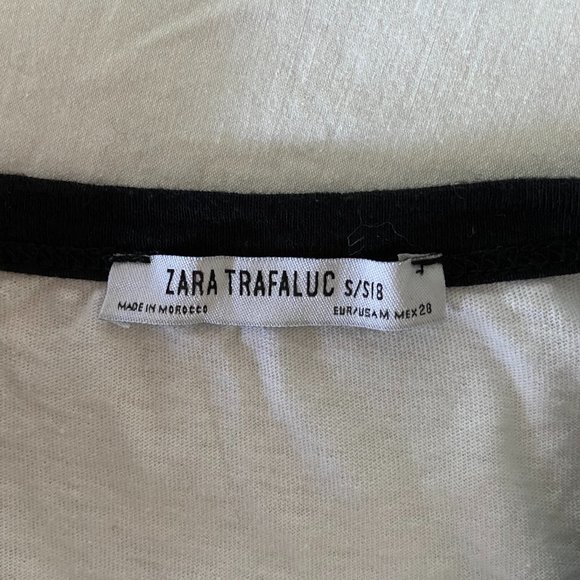 ZARA TRAFALUC S/S18
MADE IN MOROCCO EUR/USA M MEX 28